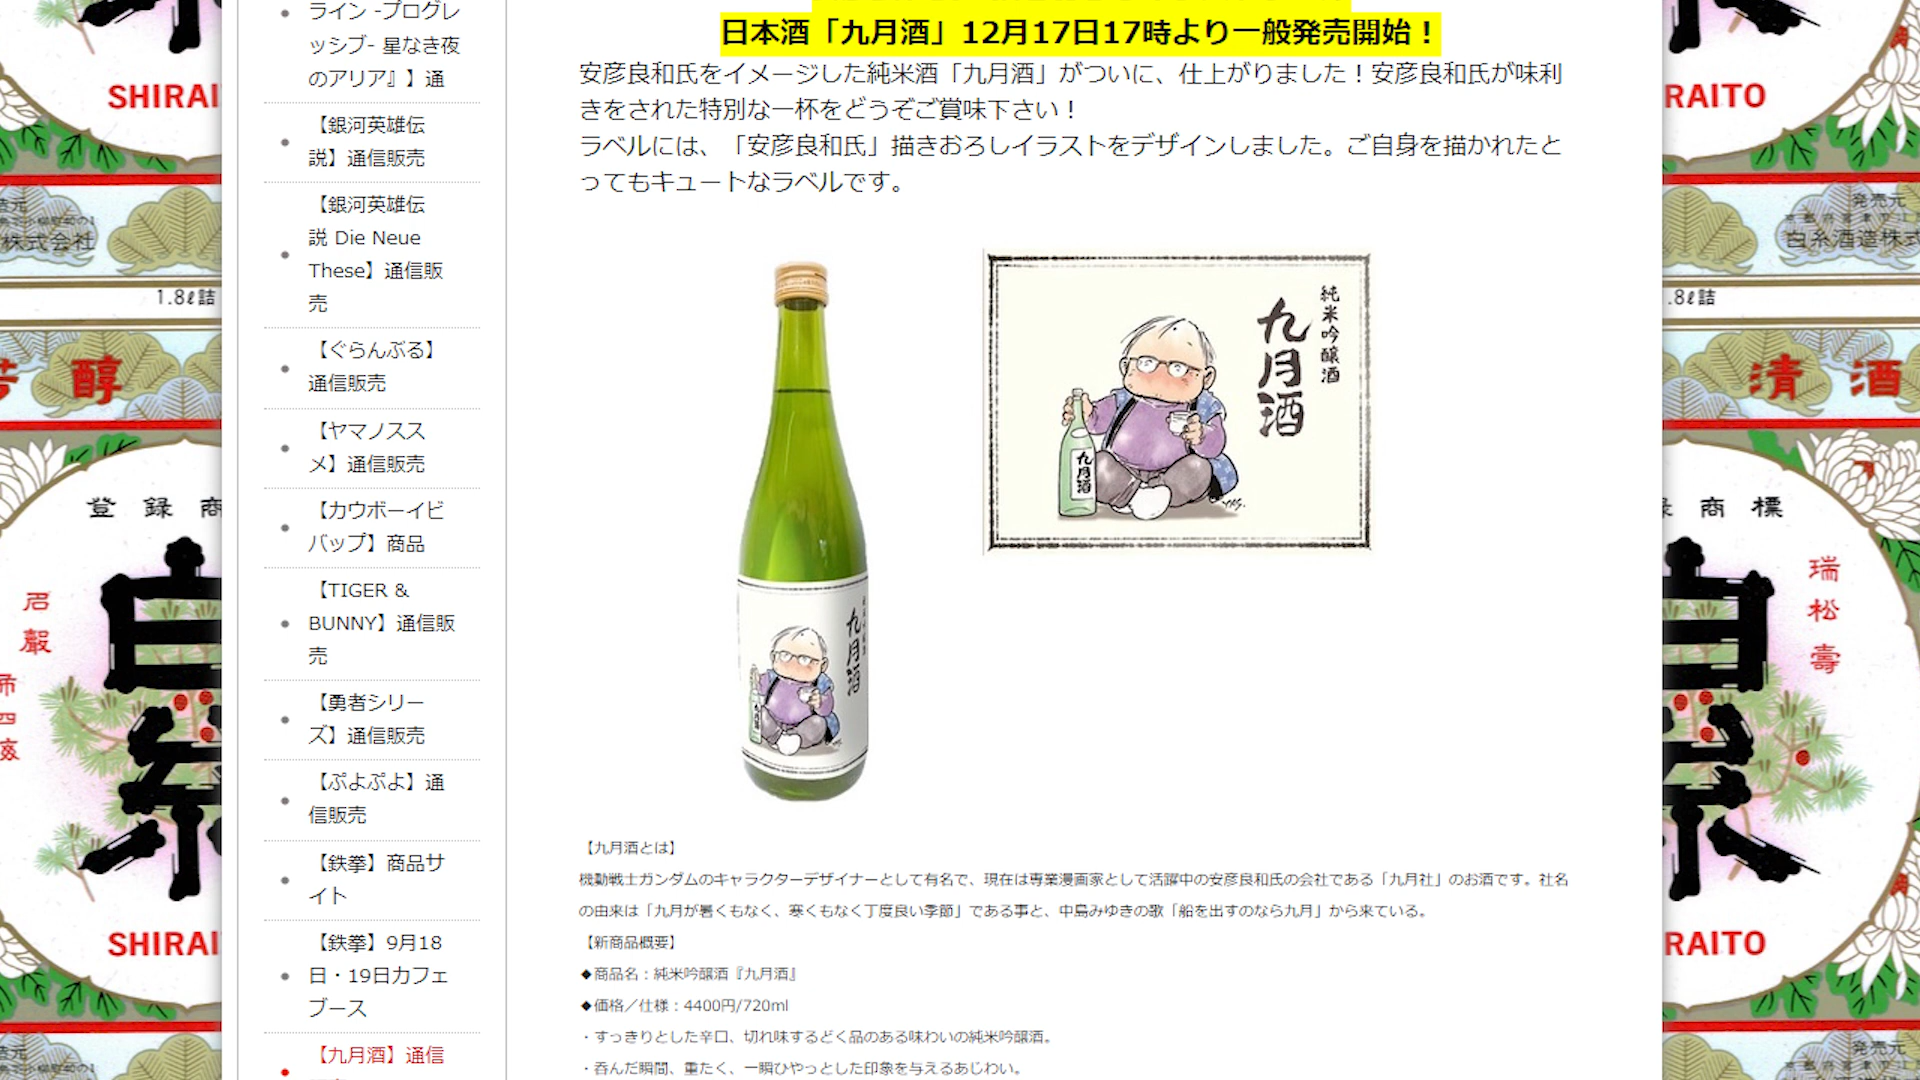 ライン -プログレ
ッシブ- 星なき夜
のアリア』】通
【銀河英雄伝
説】通信販売
【銀河英雄伝
説 Die Neue
These】通信販
売
【ぐらんぶる】
通信販売
【ヤマノスス
メ】通信販売
【カウボーイビ
バップ】商品
【TIGER &
BUNNY】通信販
売
【勇者シリー
ズ】通信販売
【ぷよぷよ】通
信販売
【鉄拳】商品サ
イト
【鉄拳】9月18
日・19日カフェ
ブース
【九月酒】通信
日本酒「九月酒」12月17日17時より一般発売開始！
安彦良和氏をイメージした純米酒「九月酒」がついに、仕上がりました！安彦良和氏が味利
きをされた特別な一杯をどうぞご賞味下さい！
ラベルには、「安彦良和氏」描きおろしイラストをデザインしました。ご自身を描かれたと
ってもキュートなラベルです。
純米吟醸酒
九月酒
九月酒
九月酒
【九月酒とは】
機動戦士ガンダムのキャラクターデザイナーとして有名で、現在は専業漫画家として活躍中の安彦良和氏の会社である「九月社」のお酒です。社名
の由来は「九月が暑くもなく、寒くもなく丁度良い季節」である事と、中島みゆきの歌「船を出すのなら九月」から来ている。
【新商品概要】
◆商品名：純米吟醸酒『九月酒』
◆価格／仕様：4400円/720ml
・すっきりとした辛口、切れ味するどく品のある味わいの純米吟醸酒。
・呑んだ瞬間、重たく、一瞬ひやっとした印象を与えるあじわい。
SHIRAI
株式会社
1.8ℓ詰
醇
登録商
白糸
SHIRAI
RAITO
発売元
白糸酒造株式
.8ℓ詰
清酒
商標
瑞松壽
白糸
RAITO
発売元